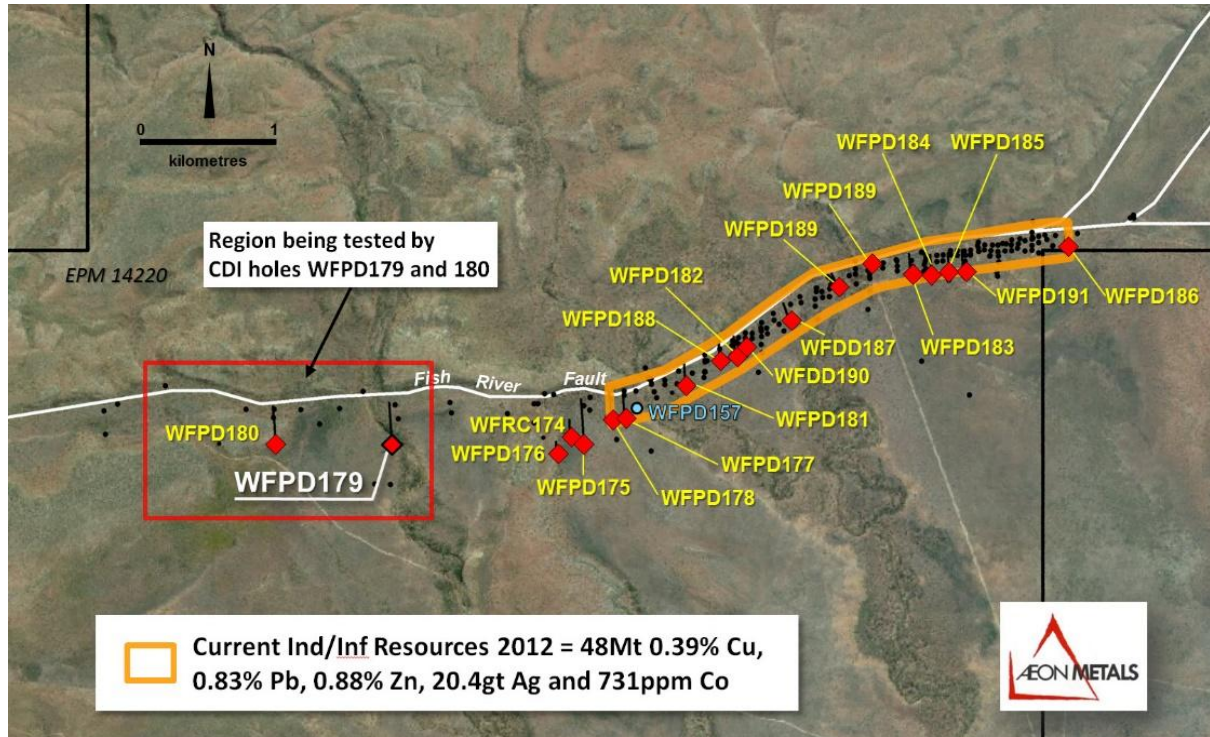 N
0 1
kilometres
Region being tested by
CDI holes WFPD179 and 180
EPM 14220
WFPD184 WFPD185
WFPD189
WFPD189
WFPD182
WFPD188
WFPD191
WFPD186
WFPD183
WFDD187
WFDD190
Fish River Fault
WFPD157
WFPD181
WFPD180
WFRC174
WFPD176
WFPD179
WFPD177
WFPD175
WFPD178
Current Ind/Inf Resources 2012 = 48Mt 0.39% Cu,
0.83% Pb, 0.88% Zn, 20.4gt Ag and 731ppm Co
ÆON METALS